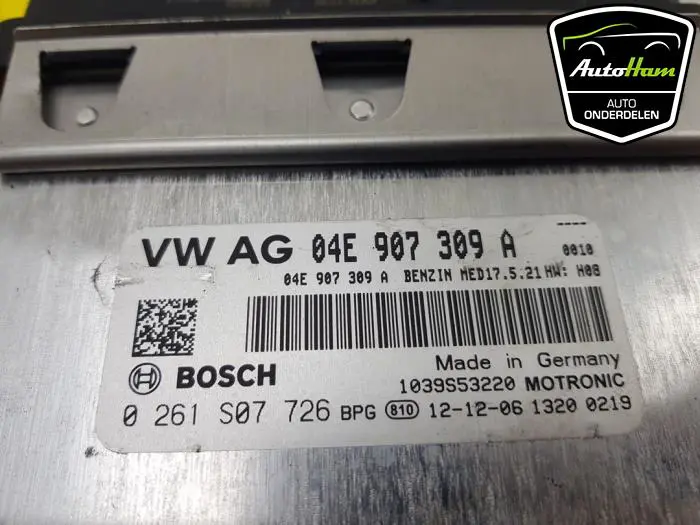 AutoHam
AUTO
ONDERDELEN
VW AG 04E 907 309 A 0010
04E 907 309 A BENZIN MED17.5.21 HW: H08
Made in Germany
BOSCH 1039S53220 MOTRONIC
0 261 S07 726 BPG 810 12-12-06 1320 0219